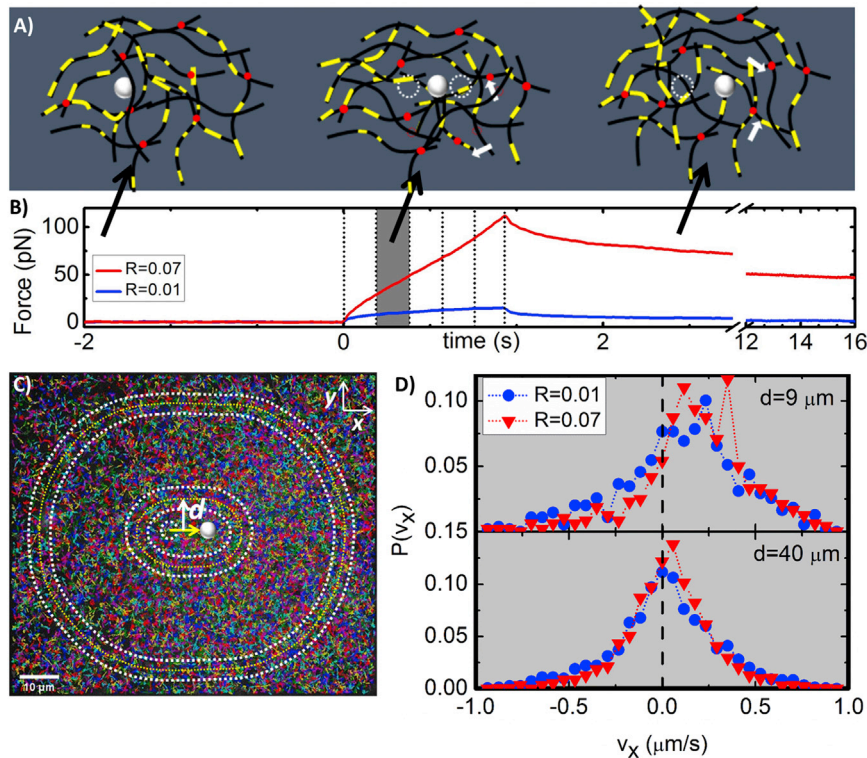 A)
B)
Force (pN)
100
50
0
R=0.07
R=0.01
-2
0
time (s)
2
12
14
16
C)
y
x
d
10 μm
D)
R=0.01
R=0.07
d=9 μm
0.10
0.05
0.15
P(vx)
d=40 μm
0.10
0.05
0.00
-1.0
-0.5
0.0
0.5
1.0
vX (μm/s)